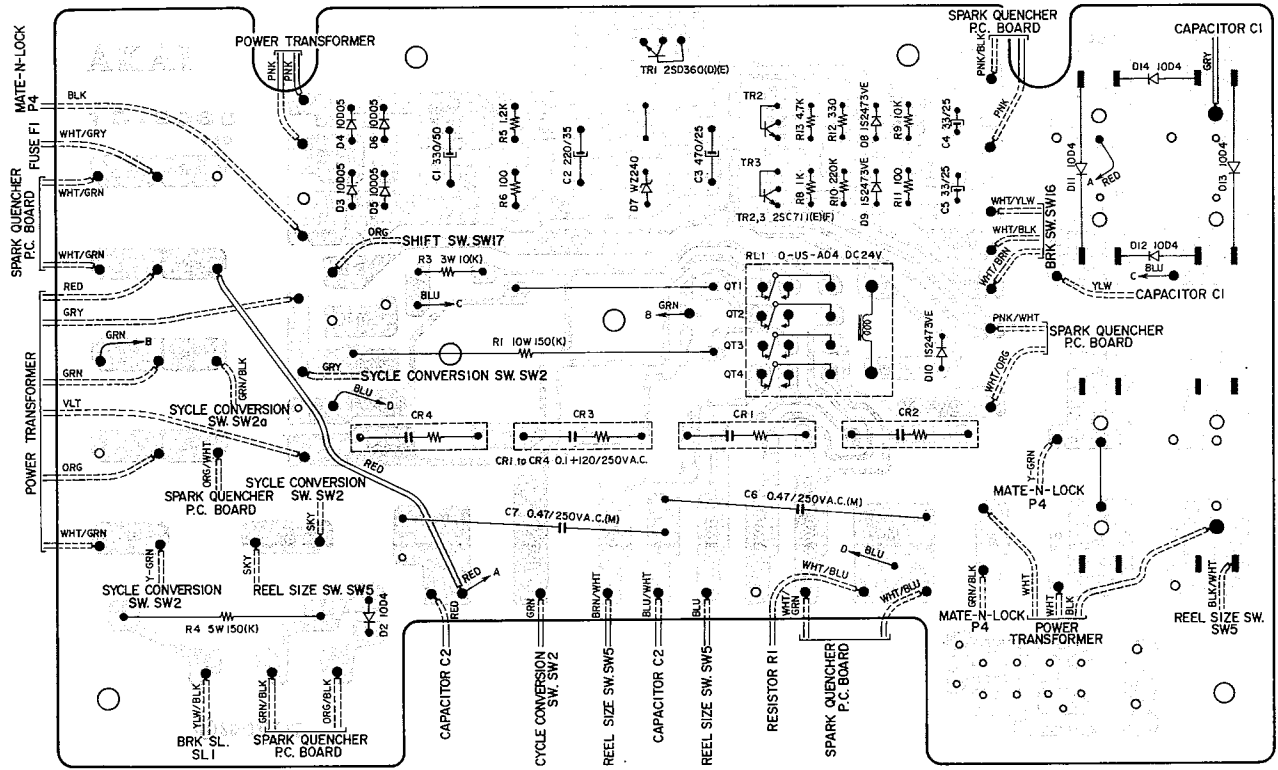 SPARK QUENCHER
P.C. BOARD
CAPACITOR C1
POWER TRANSFORMER
PNK
PNK
PNK/BLK
PNK
GRY
AKAI
TR1 2SD360(D)(E)
D14 10D4
MATE-N-LOCK
P4
BLK
FUSE F1
WHT/GRY
SPARK QUENCHER
P.C. BOARD
WHT/GRN
WHT/GRN
D4 10D05
D6 10D05
D3 10D05
D5 10D05
C1 330/50
R5 1.2K
R6 100
C2 220/35
D7 WZ240
C3 470/25
TR2
TR3
R13 4.7K
R12 330
D8 1S2473VE
R9 10K
C4 33/25
R8 1K
R10 220K
D9 1S2473VE
R11 100
C5 33/25
TR2,3 2SC711(E)(F)
D11 10D4
A
RED
D13 10D4
WHT/YLW
WHT/BLK
WHT/BRN
BRK SW. SW16
D12 10D4
BLU
C
YLW
CAPACITOR C1
ORG
SHIFT SW. SW17
R3 3W 10(K)
BLU
C
RL1 0-US-AD4 DC24V
QT1
QT2
QT3
QT4
GRN
B
D10 1S2473VE
PNK/WHT
WHT/ORG
SPARK QUENCHER
P.C. BOARD
POWER TRANSFORMER
RED
GRY
GRN
B
GRN
GRN/BLK
VLT
ORG
WHT/GRN
R1 10W 150(K)
GRY
SYCLE CONVERSION SW. SW2
BLU
D
SYCLE CONVERSION
SW. SW2a
CR4
CR3
CR1
CR2
CR1 to CR4 0.1+120/250V A.C.
RED
ORG/WHT
SPARK QUENCHER
P.C. BOARD
SYCLE CONVERSION
SW. SW2
SKY
C7 0.47/250V A.C.(M)
C6 0.47/250V A.C.(M)
Y-GRN
MATE-N-LOCK
P4
Y-GRN
SYCLE CONVERSION
SW. SW2
SKY
REEL SIZE SW. SW5
D2 10D4
R4 5W 150(K)
RED
A
RED
CAPACITOR C2
GRN
CYCLE CONVERSION
SW. SW2
BRN/WHT
REEL SIZE SW. SW5
BLU/WHT
CAPACITOR C2
BLU
REEL SIZE SW. SW5
RESISTOR R1
WHT/BLU
WHT/GRN
D
BLU
WHT/BLU
SPARK QUENCHER
P.C. BOARD
GRN/BLK
MATE-N-LOCK
P4
WHT
WHT
BLK
POWER
TRANSFORMER
BLK/WHT
REEL SIZE SW.
SW5
YLW/BLK
BRK SL.
SL1
GRN/BLK
ORG/BLK
SPARK QUENCHER
P.C. BOARD